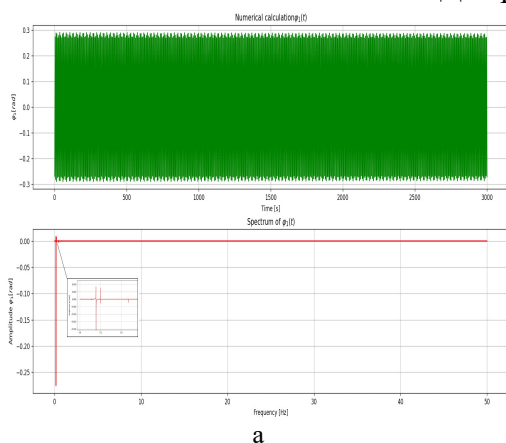 Numerical calculationφ₁(t)
0.3
0.2
0.1
0.0
−0.1
−0.2
−0.3
φ₁[rad]
0 500 1000 1500 2000 2500 3000
Time [s]
Spectrum of φ₁(t)
0.00
−0.05
−0.10
−0.15
−0.20
−0.25
Amplitude φ₁[rad]
0 10 20 30 40 50
Frequency [Hz]
a